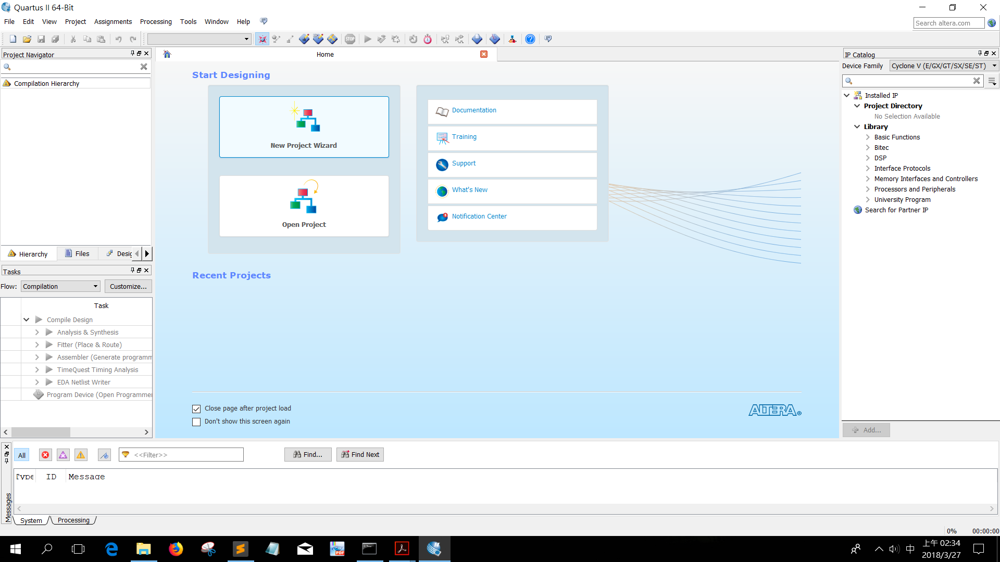 Quartus II 64-Bit
File Edit View Project Assignments Processing Tools Window Help
Search altera.com
STOP
Project Navigator
Compilation Hierarchy
Hierarchy Files Desig
Tasks
Flow: Compilation Customize...
Task
Compile Design
Analysis & Synthesis
Fitter (Place & Route)
Assembler (Generate programm
TimeQuest Timing Analysis
EDA Netlist Writer
Program Device (Open Programmer
Home
Start Designing
New Project Wizard
Open Project
Documentation
Training
Support
What's New
Notification Center
Recent Projects
Close page after project load
Don't show this screen again
ALTERA®
IP Catalog
Device Family Cyclone V (E/GX/GT/SX/SE/ST)
Installed IP
Project Directory
No Selection Available
Library
Basic Functions
Bitec
DSP
Interface Protocols
Memory Interfaces and Controllers
Processors and Peripherals
University Program
Search for Partner IP
Add...
All <<Filter>> Find... Find Next
Type ID Message
Messages
System Processing
0% 00:00:00
PDF
中
上午 02:34
2018/3/27